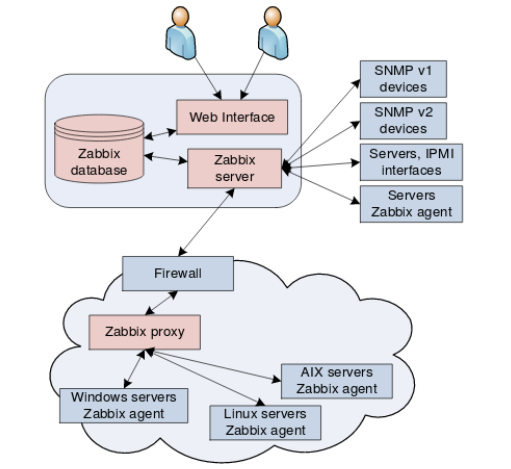 SNMP v1
devices
Web Interface
SNMP v2
devices
Zabbix
database
Zabbix
server
Servers, IPMI
interfaces
Servers
Zabbix agent
Firewall
Zabbix proxy
AIX servers
Zabbix agent
Windows servers
Zabbix agent
Linux servers
Zabbix agent